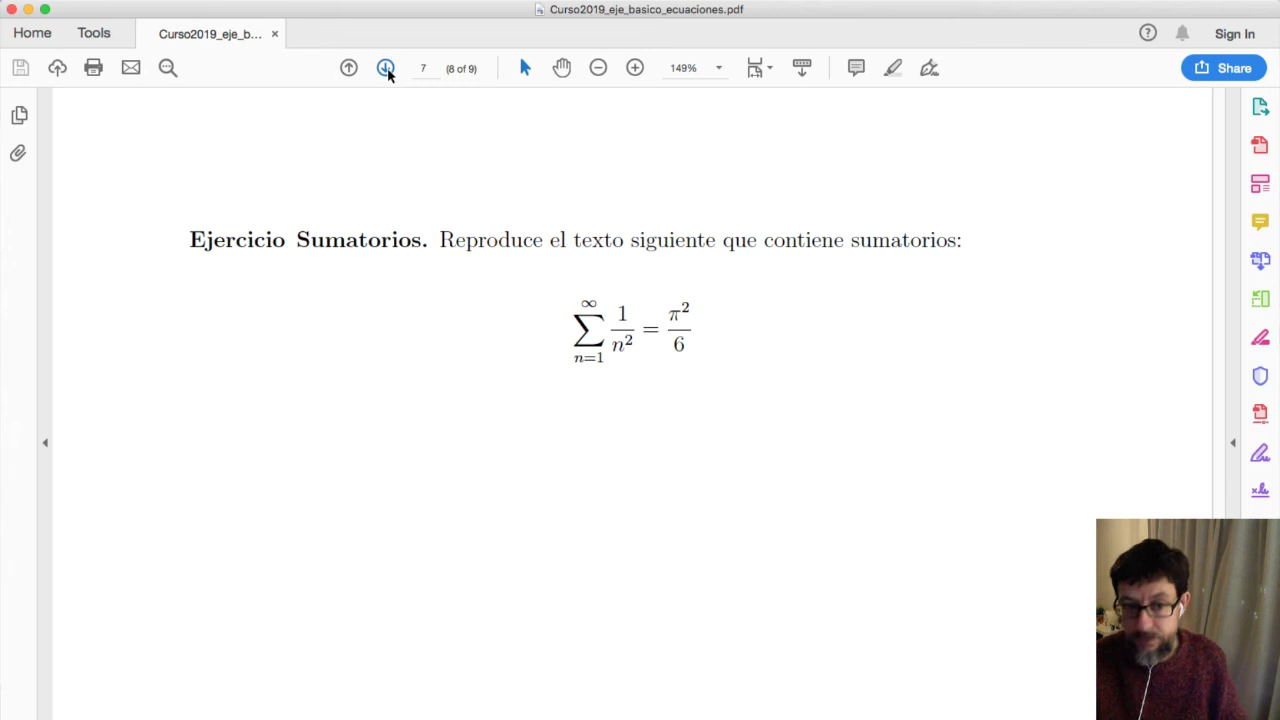 Curso2019_eje_basico_ecuaciones.pdf
Home Tools Curso2019_eje_b... × Sign In
7 (8 of 9) 149% Share
Ejercicio Sumatorios. Reproduce el texto siguiente que contiene sumatorios:
∑_{n=1}^{∞} 1/n² = π²/6